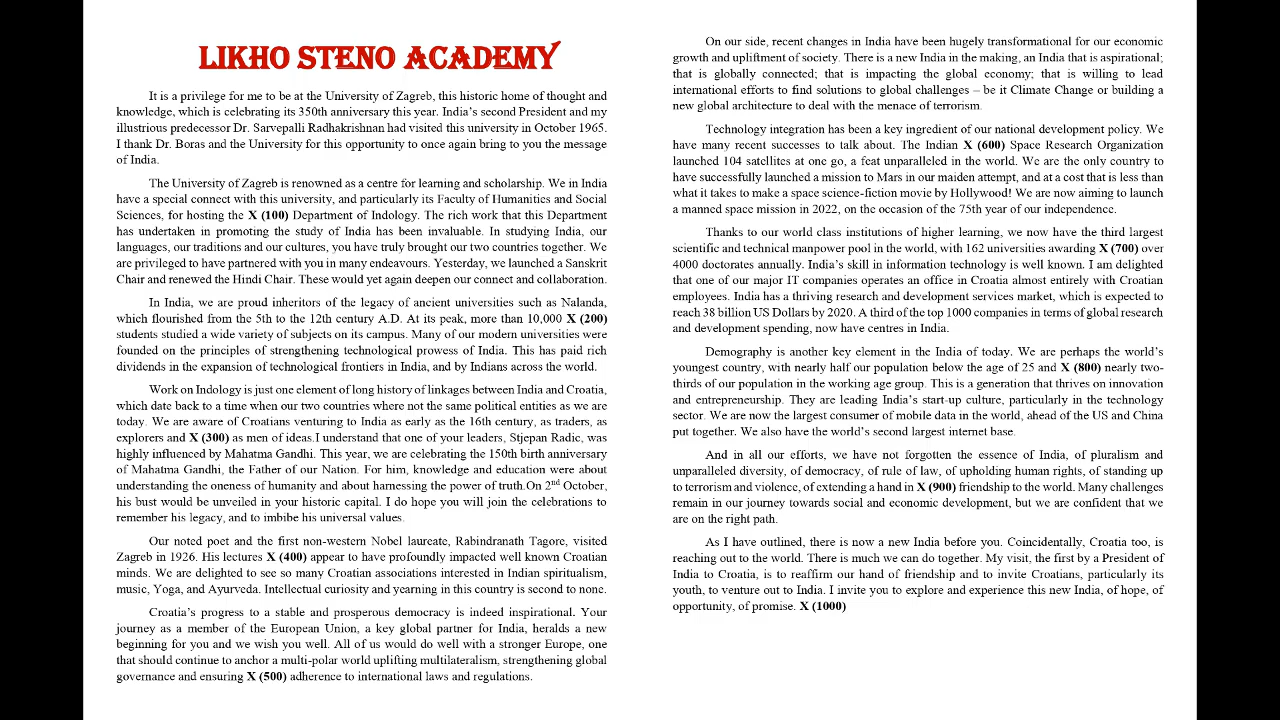 LIKHO STENO ACADEMY
It is a privilege for me to be at the University of Zagreb, this historic home of thought and
knowledge, which is celebrating its 350th anniversary this year. India's second President and my
illustrious predecessor Dr. Sarvepalli Radhakrishnan had visited this university in October 1965.
I thank Dr. Boras and the University for this opportunity to once again bring to you the message
of India.
The University of Zagreb is renowned as a centre for learning and scholarship. We in India
have a special connect with this university, and particularly its Faculty of Humanities and Social
Sciences, for hosting the X (100) Department of Indology. The rich work that this Department
has undertaken in promoting the study of India has been invaluable. In studying India, our
languages, our traditions and our cultures, you have truly brought our two countries together. We
are privileged to have partnered with you in many endeavours. Yesterday, we launched a Sanskrit
Chair and renewed the Hindi Chair. These would yet again deepen our connect and collaboration.
In India, we are proud inheritors of the legacy of ancient universities such as Nalanda,
which flourished from the 5th to the 12th century A.D. At its peak, more than 10,000 X (200)
students studied a wide variety of subjects on its campus. Many of our modern universities were
founded on the principles of strengthening technological prowess of India. This has paid rich
dividends in the expansion of technological frontiers in India, and by Indians across the world.
Work on Indology is just one element of long history of linkages between India and Croatia,
which date back to a time when our two countries where not the same political entities as we are
today. We are aware of Croatians venturing to India as early as the 16th century, as traders, as
explorers and X (300) as men of ideas.I understand that one of your leaders, Stjepan Radic, was
highly influenced by Mahatma Gandhi. This year, we are celebrating the 150th birth anniversary
of Mahatma Gandhi, the Father of our Nation. For him, knowledge and education were about
understanding the oneness of humanity and about harnessing the power of truth.On 2nd October,
his bust would be unveiled in your historic capital. I do hope you will join the celebrations to
remember his legacy, and to imbibe his universal values.
Our noted poet and the first non-western Nobel laureate, Rabindranath Tagore, visited
Zagreb in 1926. His lectures X (400) appear to have profoundly impacted well known Croatian
minds. We are delighted to see so many Croatian associations interested in Indian spiritualism,
music, Yoga, and Ayurveda. Intellectual curiosity and yearning in this country is second to none.
Croatia's progress to a stable and prosperous democracy is indeed inspirational. Your
journey as a member of the European Union, a key global partner for India, heralds a new
beginning for you and we wish you well. All of us would do well with a stronger Europe, one
that should continue to anchor a multi-polar world uplifting multilateralism, strengthening global
governance and ensuring X (500) adherence to international laws and regulations.
On our side, recent changes in India have been hugely transformational for our economic
growth and upliftment of society. There is a new India in the making, an India that is aspirational;
that is globally connected; that is impacting the global economy; that is willing to lead
international efforts to find solutions to global challenges – be it Climate Change or building a
new global architecture to deal with the menace of terrorism.
Technology integration has been a key ingredient of our national development policy. We
have many recent successes to talk about. The Indian X (600) Space Research Organization
launched 104 satellites at one go, a feat unparalleled in the world. We are the only country to
have successfully launched a mission to Mars in our maiden attempt, and at a cost that is less than
what it takes to make a space science-fiction movie by Hollywood! We are now aiming to launch
a manned space mission in 2022, on the occasion of the 75th year of our independence.
Thanks to our world class institutions of higher learning, we now have the third largest
scientific and technical manpower pool in the world, with 162 universities awarding X (700) over
4000 doctorates annually. India's skill in information technology is well known. I am delighted
that one of our major IT companies operates an office in Croatia almost entirely with Croatian
employees. India has a thriving research and development services market, which is expected to
reach 38 billion US Dollars by 2020. A third of the top 1000 companies in terms of global research
and development spending, now have centres in India.
Demography is another key element in the India of today. We are perhaps the world's
youngest country, with nearly half our population below the age of 25 and X (800) nearly two-
thirds of our population in the working age group. This is a generation that thrives on innovation
and entrepreneurship. They are leading India's start-up culture, particularly in the technology
sector. We are now the largest consumer of mobile data in the world, ahead of the US and China
put together. We also have the world's second largest internet base.
And in all our efforts, we have not forgotten the essence of India, of pluralism and
unparalleled diversity, of democracy, of rule of law, of upholding human rights, of standing up
to terrorism and violence, of extending a hand in X (900) friendship to the world. Many challenges
remain in our journey towards social and economic development, but we are confident that we
are on the right path.
As I have outlined, there is now a new India before you. Coincidentally, Croatia too, is
reaching out to the world. There is much we can do together. My visit, the first by a President of
India to Croatia, is to reaffirm our hand of friendship and to invite Croatians, particularly its
youth, to venture out to India. I invite you to explore and experience this new India, of hope, of
opportunity, of promise. X (1000)